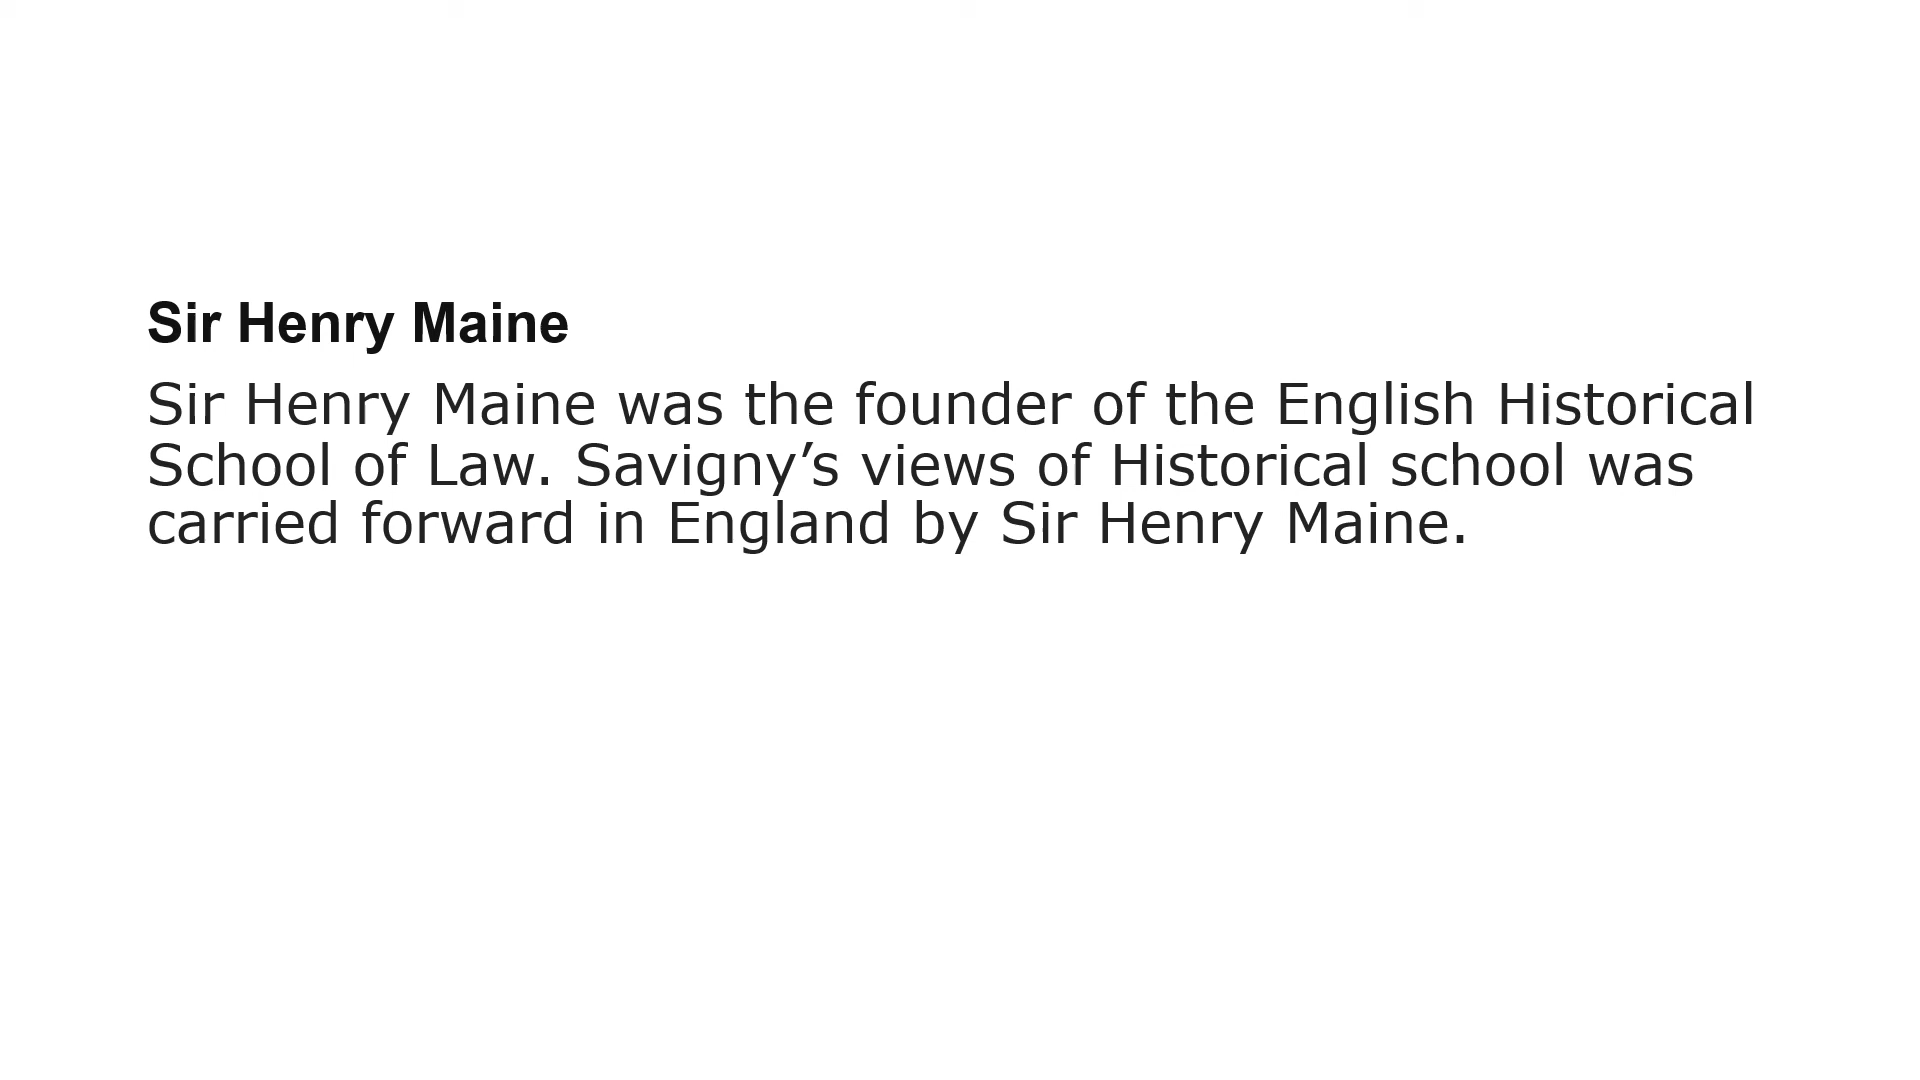 Sir Henry Maine
Sir Henry Maine was the founder of the English Historical
School of Law. Savigny’s views of Historical school was
carried forward in England by Sir Henry Maine.